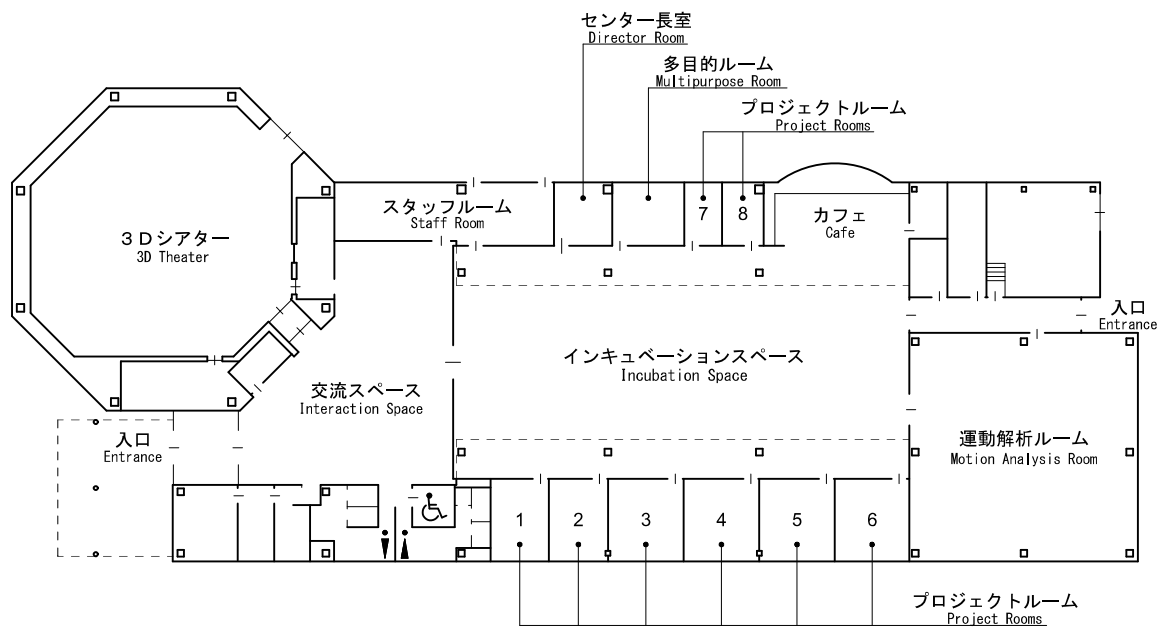 センター長室
Director Room
多目的ルーム
Multipurpose Room
プロジェクトルーム
Project Rooms
スタッフルーム
Staff Room
7
8
カフェ
Cafe
3Dシアター
3D Theater
入口
Entrance
インキュベーションスペース
Incubation Space
交流スペース
Interaction Space
入口
Entrance
運動解析ルーム
Motion Analysis Room
1
2
3
4
5
6
プロジェクトルーム
Project Rooms